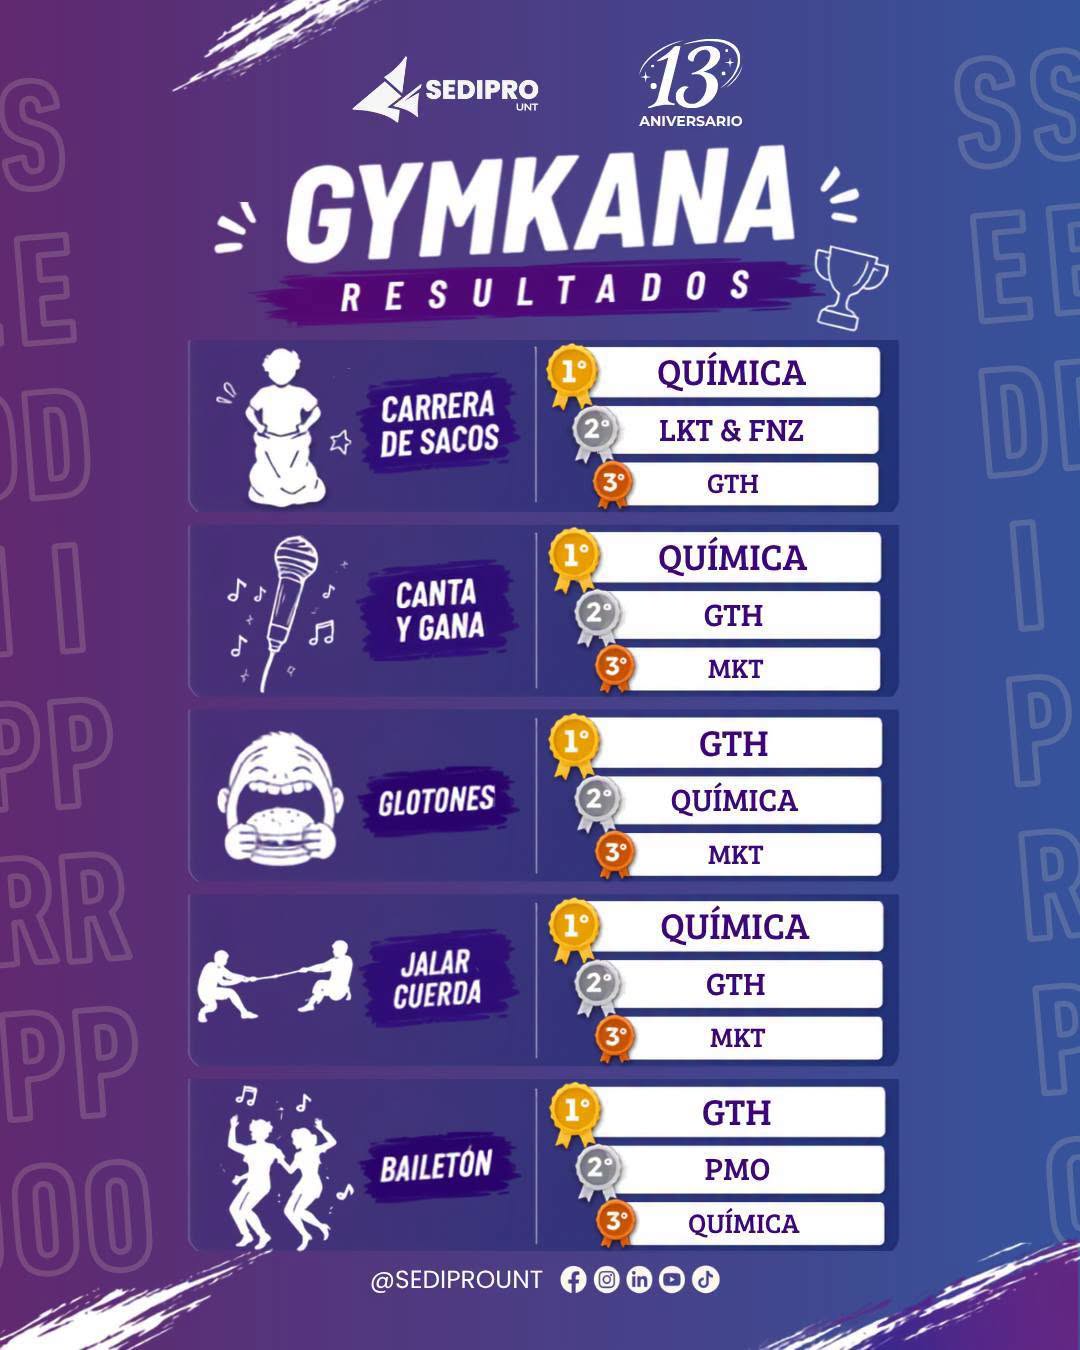 SEDIPRO
UNT
13
ANIVERSARIO
GYMKANA
RESULTADOS
CARRERA
DE SACOS
1° QUÍMICA
2° LKT & FNZ
3° GTH
CANTA
Y GANA
1° QUÍMICA
2° GTH
3° MKT
GLOTONES
1° GTH
2° QUÍMICA
3° MKT
JALAR
CUERDA
1° QUÍMICA
2° GTH
3° MKT
BAILETÓN
1° GTH
2° PMO
3° QUÍMICA
@SEDIPROUNT